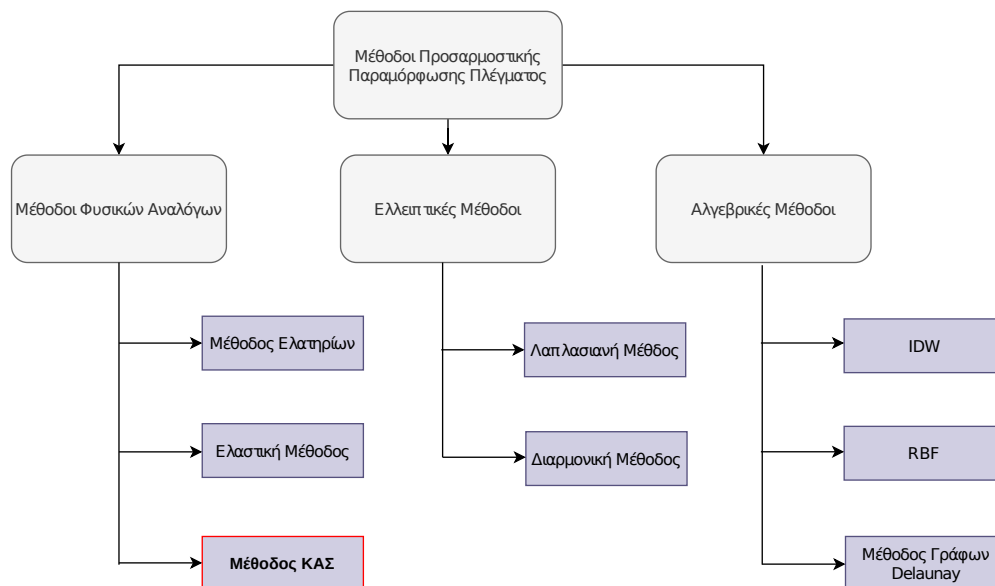 Μέθοδοι Προσαρμοστικής
Παραμόρφωσης Πλέγματος
Μέθοδοι Φυσικών Αναλόγων
Ελλειπτικές Μέθοδοι
Αλγεβρικές Μέθοδοι
Μέθοδος Ελατηρίων
Λαπλασιανή Μέθδος
IDW
Ελαστική Μέθοδος
Διαρμονική Μέθοδος
RBF
Μέθοδος ΚΑΣ
Μέθοδος Γράφων
Delaunay